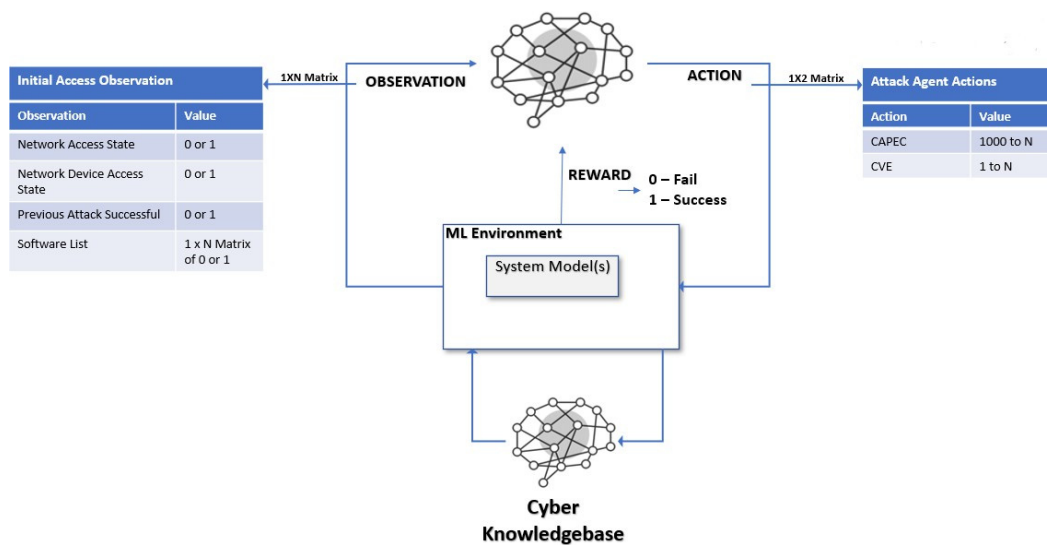 Initial Access Observation
Observation Value
Network Access State 0 or 1
Network Device Access
State 0 or 1
Previous Attack Successful 0 or 1
Software List 1 x N Matrix
of 0 or 1
1XN Matrix
OBSERVATION
ACTION
1X2 Matrix
Attack Agent Actions
Action Value
CAPEC 1000 to N
CVE 1 to N
REWARD
0 – Fail
1 – Success
ML Environment
System Model(s)
Cyber
Knowledgebase